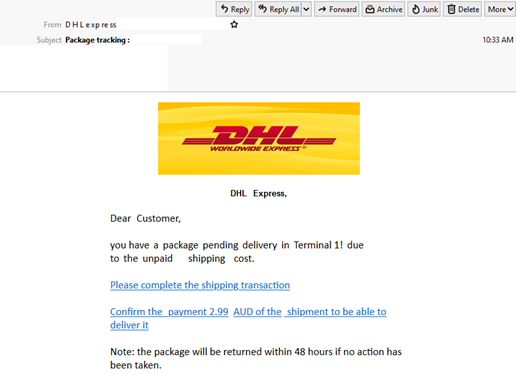 Reply Reply All Forward Archive Junk Delete More
From D H L e xp re ss
Subject Package tracking : 10:33 AM
DHL
WORLDWIDE EXPRESS®
DHL Express,
Dear Customer,
you have a package pending delivery in Terminal 1! due
to the unpaid shipping cost.
Please complete the shipping transaction
Confirm the payment 2.99 AUD of the shipment to be able to
deliver it
Note: the package will be returned within 48 hours if no action has
been taken.